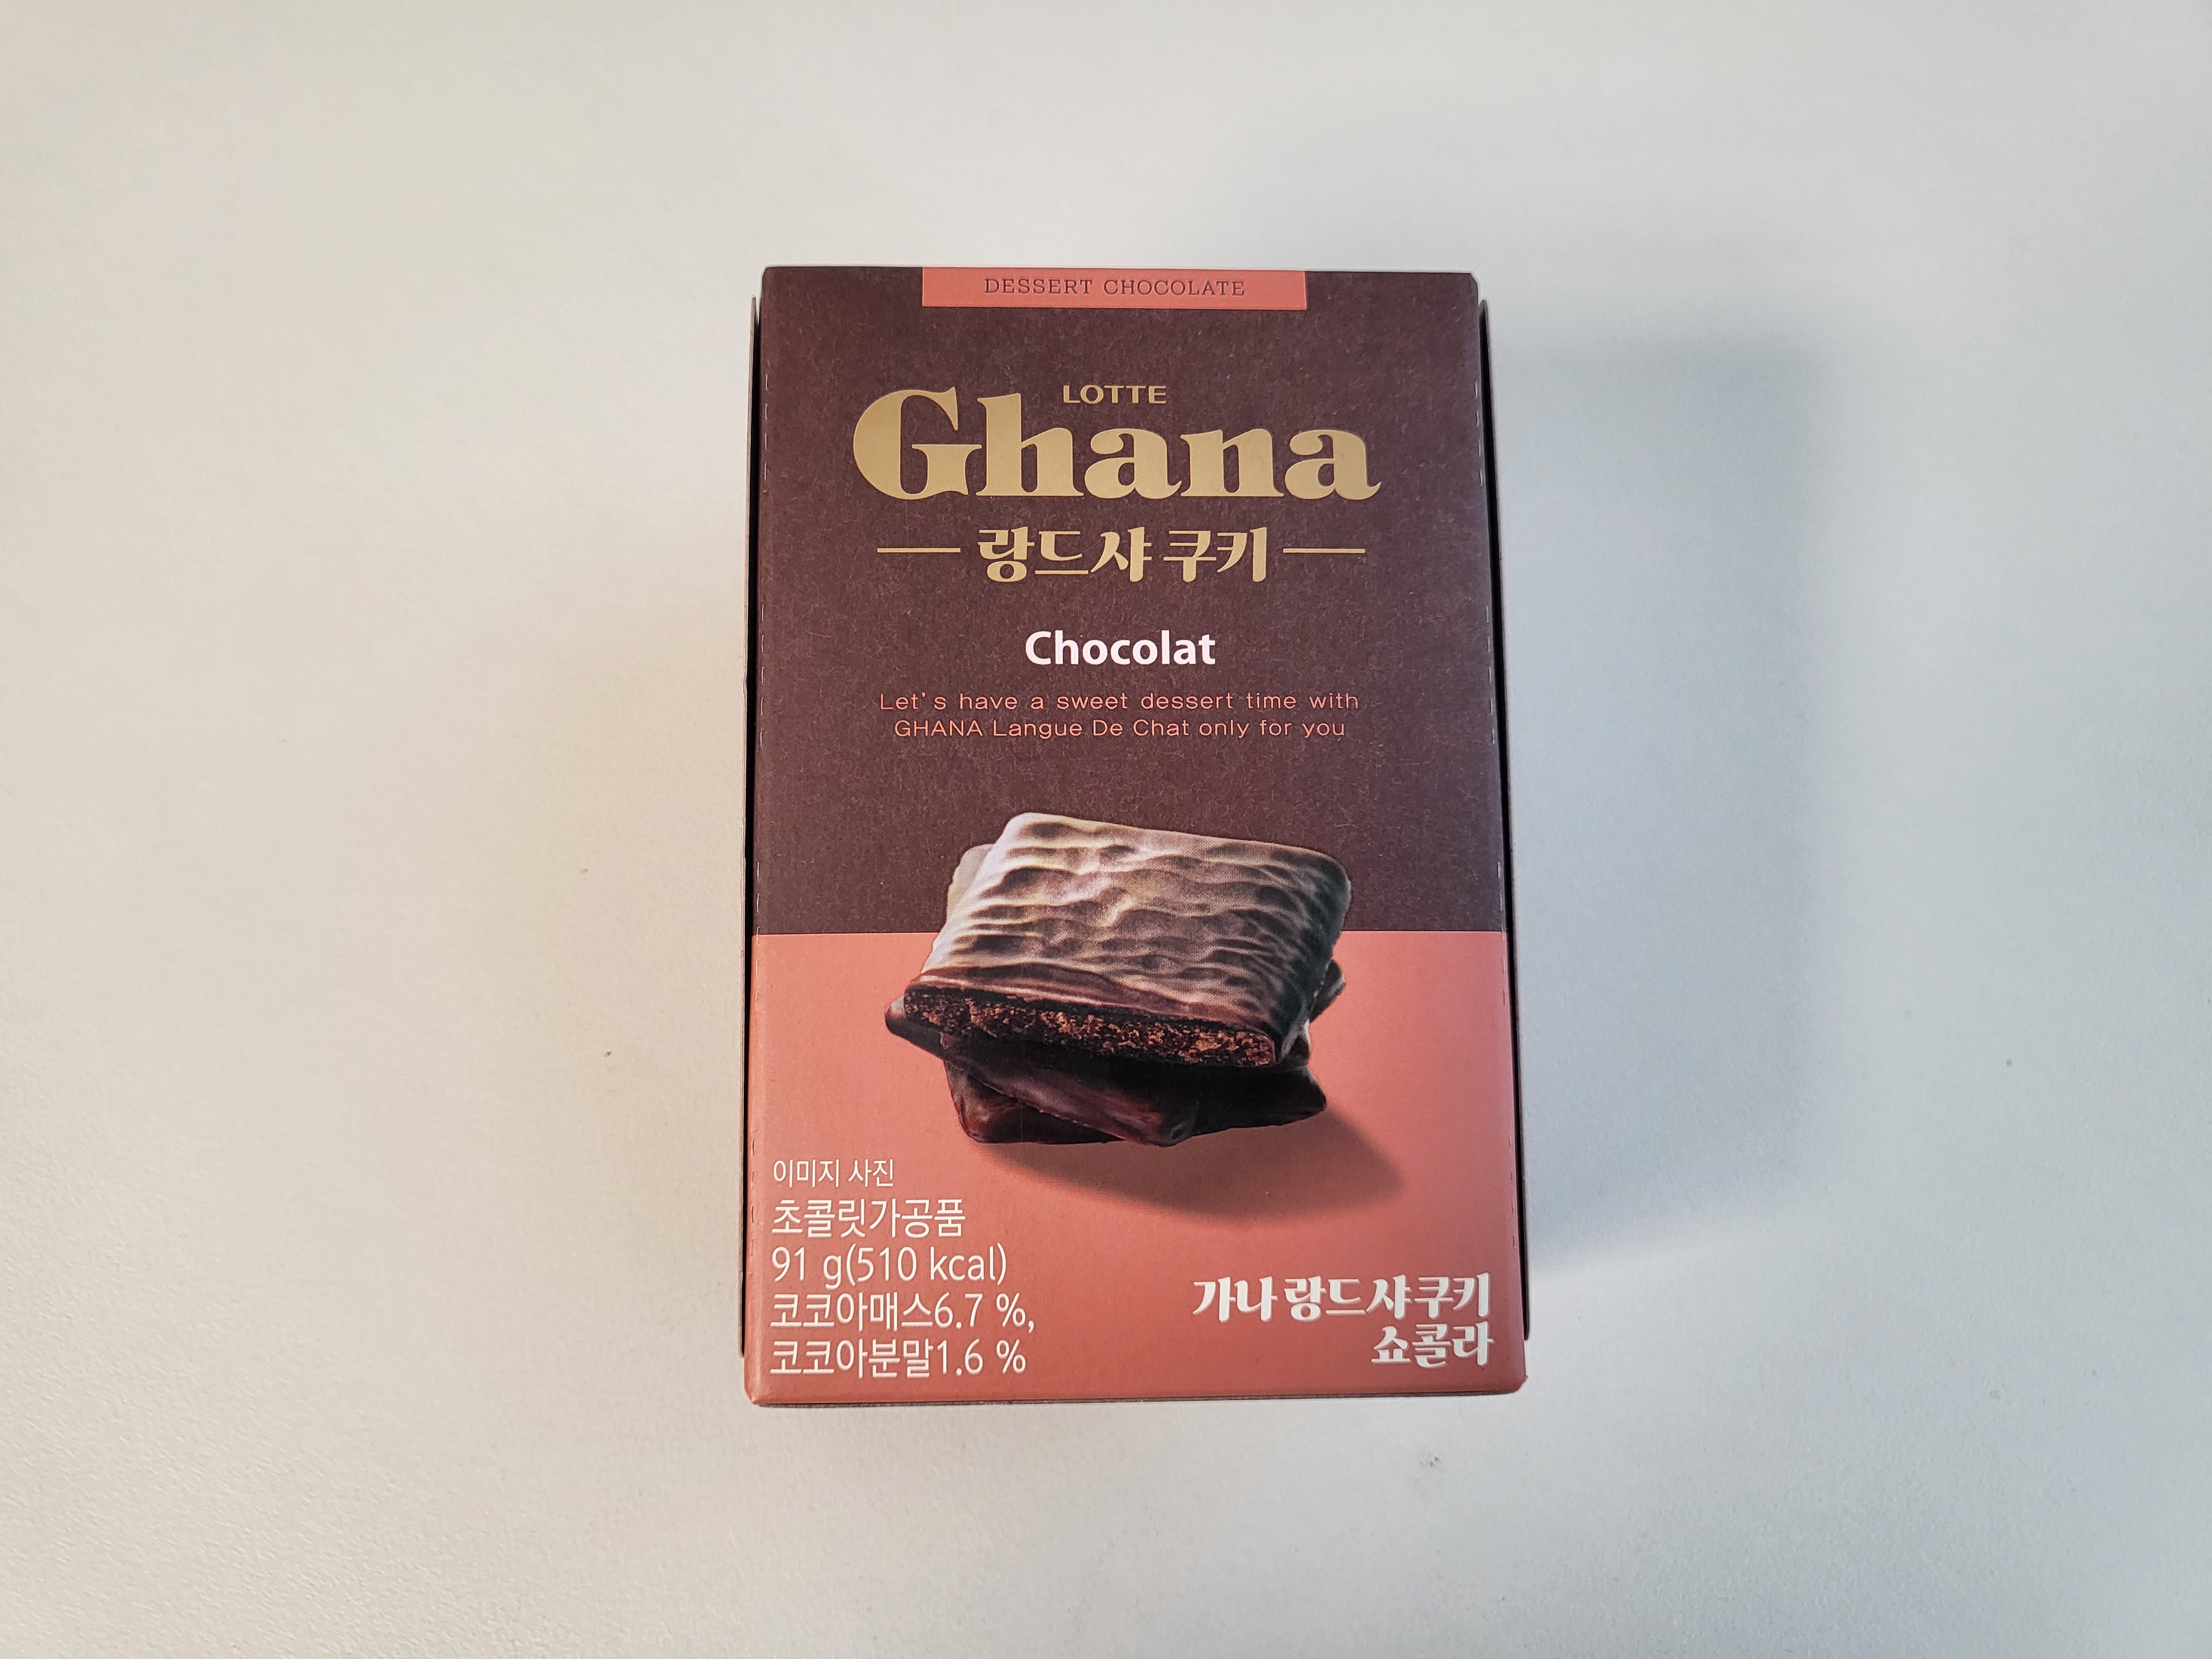 DESSERT CHOCOLATE
LOTTE
Ghana
랑드샤 쿠키
Chocolat
Let's have a sweet dessert time with
GHANA Langue De Chat only for you
이미지 사진
초콜릿가공품
91 g(510 kcal)
코코아매스6.7 %,
코코아분말1.6 %
가나 랑드샤 쿠키
쇼콜라